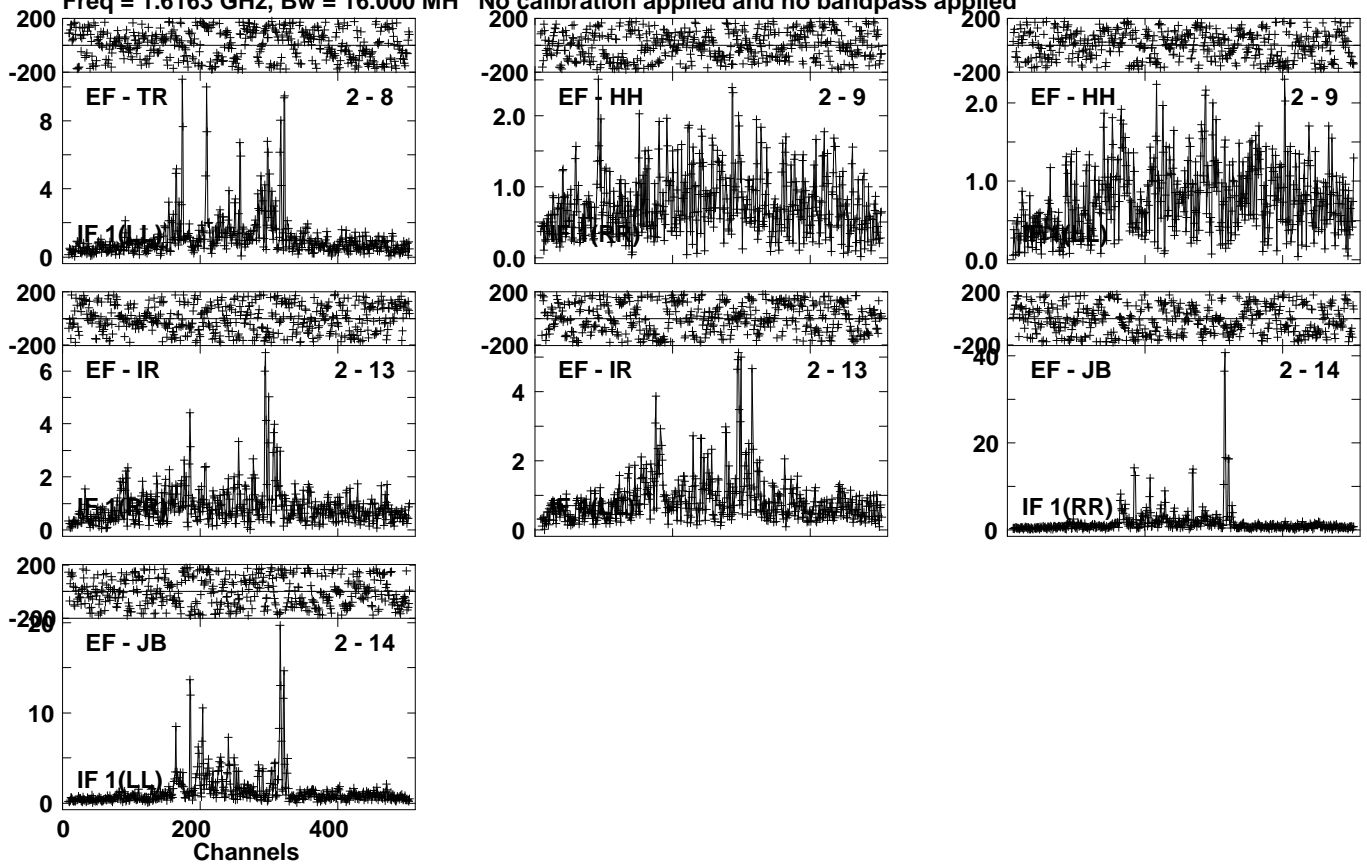 Freq = 1.6163 GHz, Bw = 16.000 MH No calibration applied and no bandpass applied
200
-200
EF - TR 2 - 8
8
4
0
IF 1(LL)
200
-200
EF - HH 2 - 9
2.0
1.0
0.0
IF 1(RR)
200
-200
EF - HH 2 - 9
2.0
1.0
0.0
200
-200
EF - IR 2 - 13
6
4
2
0
IF 1(RR)
200
-200
EF - IR 2 - 13
4
2
0
200
-200
40
EF - JB 2 - 14
20
0
IF 1(RR)
200
-200
20
EF - JB 2 - 14
10
0
IF 1(LL)
0 200 400
Channels